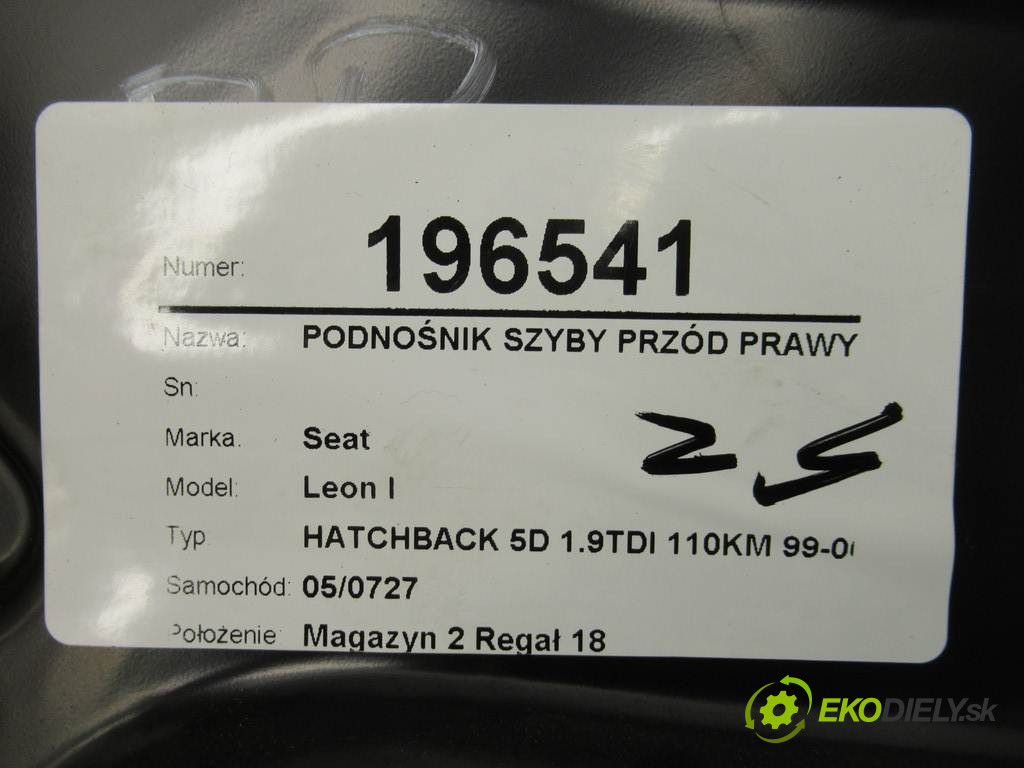 Numer: 196541
Nazwa: PODNOŚNIK SZYBY PRZÓD PRAWY
Sn:
Marka: Seat
Model: Leon I
Typ HATCHBACK 5D 1.9TDI 110KM 99-0
Samochód: 05/0727
Położenie: Magazyn 2 Regał 18
EKODIELY.sk